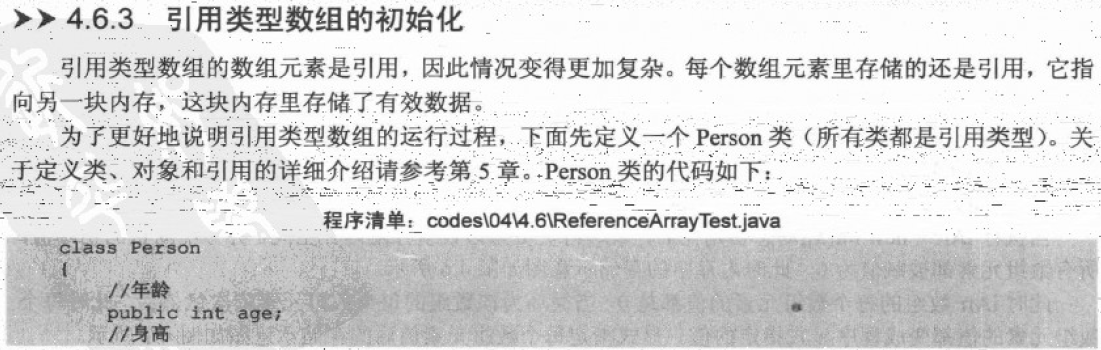 ➤➤ 4.6.3 引用类型数组的初始化
引用类型数组的数组元素是引用，因此情况变得更加复杂。每个数组元素里存储的还是引用，它指
向另一块内存，这块内存里存储了有效数据。
为了更好地说明引用类型数组的运行过程，下面先定义一个 Person 类（所有类都是引用类型）。关
于定义类、对象和引用的详细介绍请参考第 5 章。Person 类的代码如下：
程序清单：codes\04\4.6\ReferenceArrayTest.java
class Person
{
//年龄
public int age;
//身高